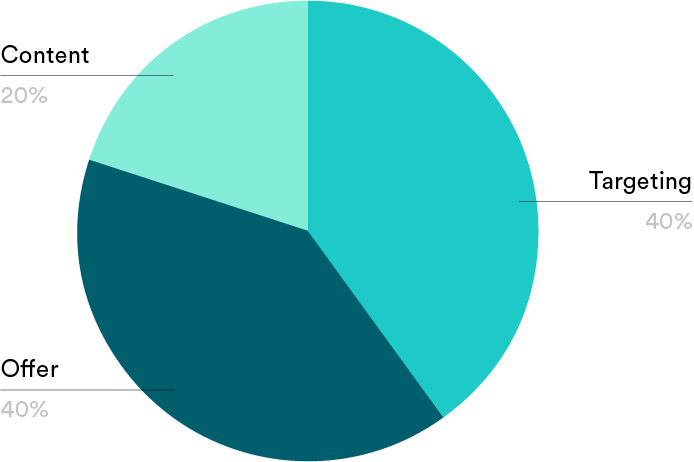 Content
20%
Targeting
40%
Offer
40%